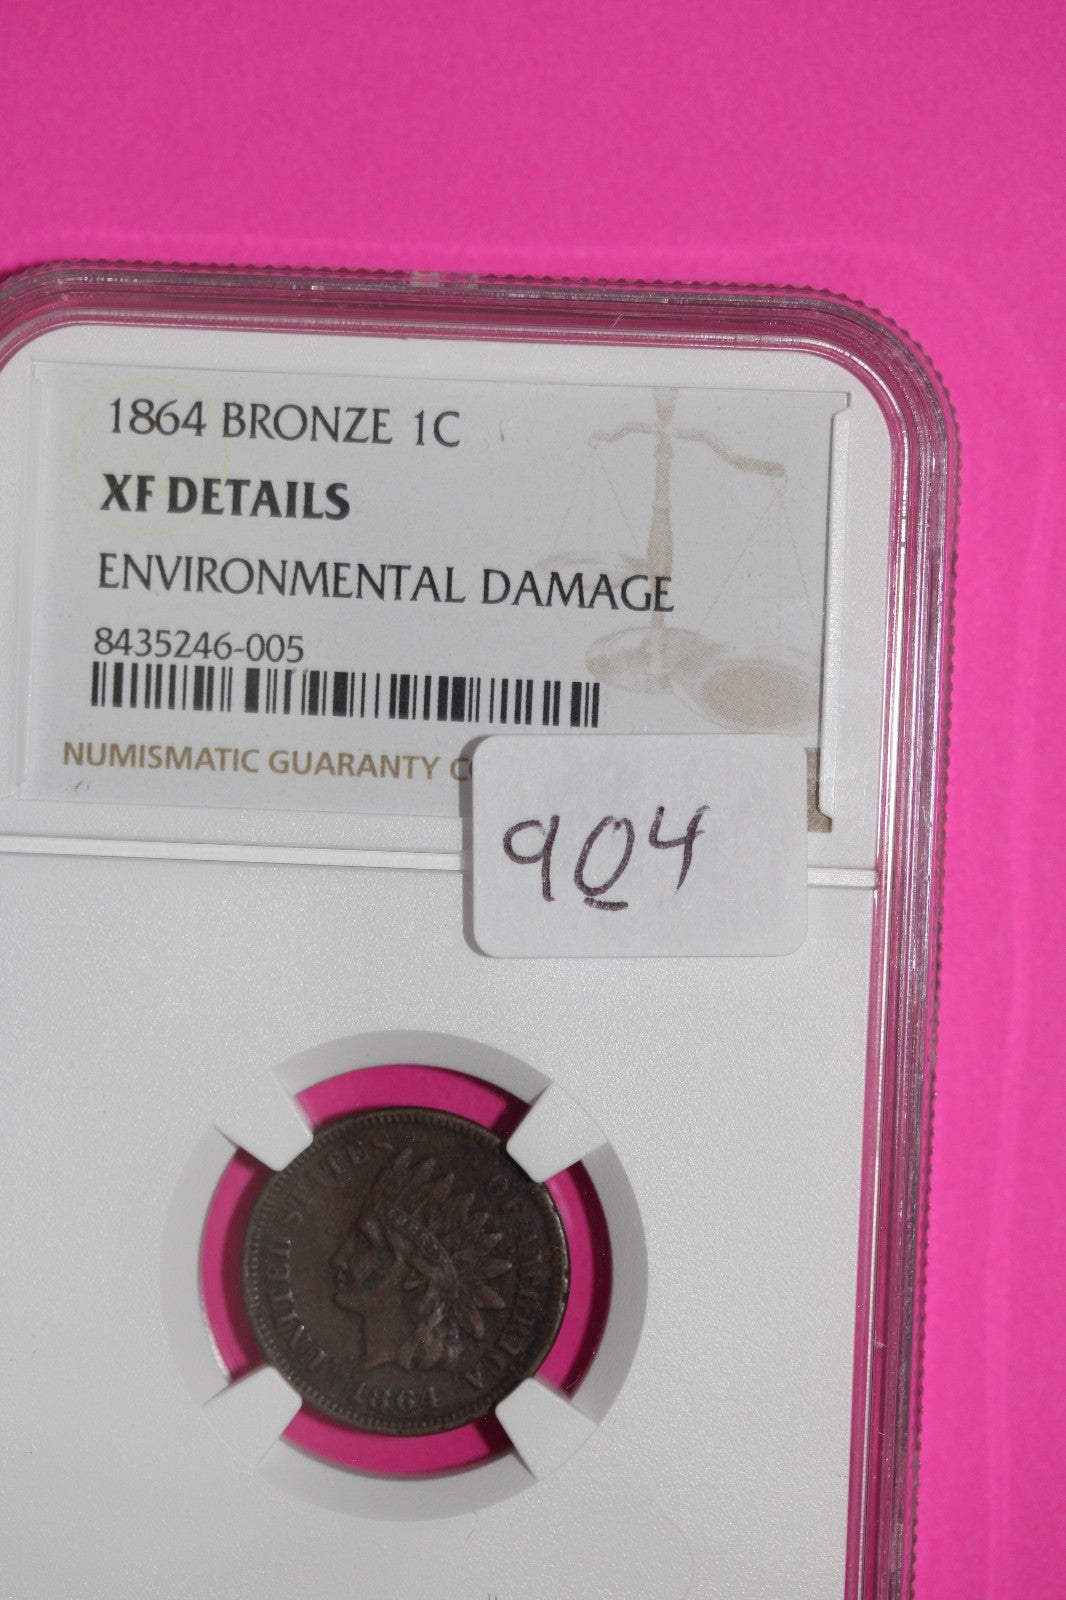 1864 BRONZE 1C
XF DETAILS
ENVIRONMENTAL DAMAGE
8435246-005
NUMISMATIC GUARANTY
904
UNITED STATES OF AMERICA
1864